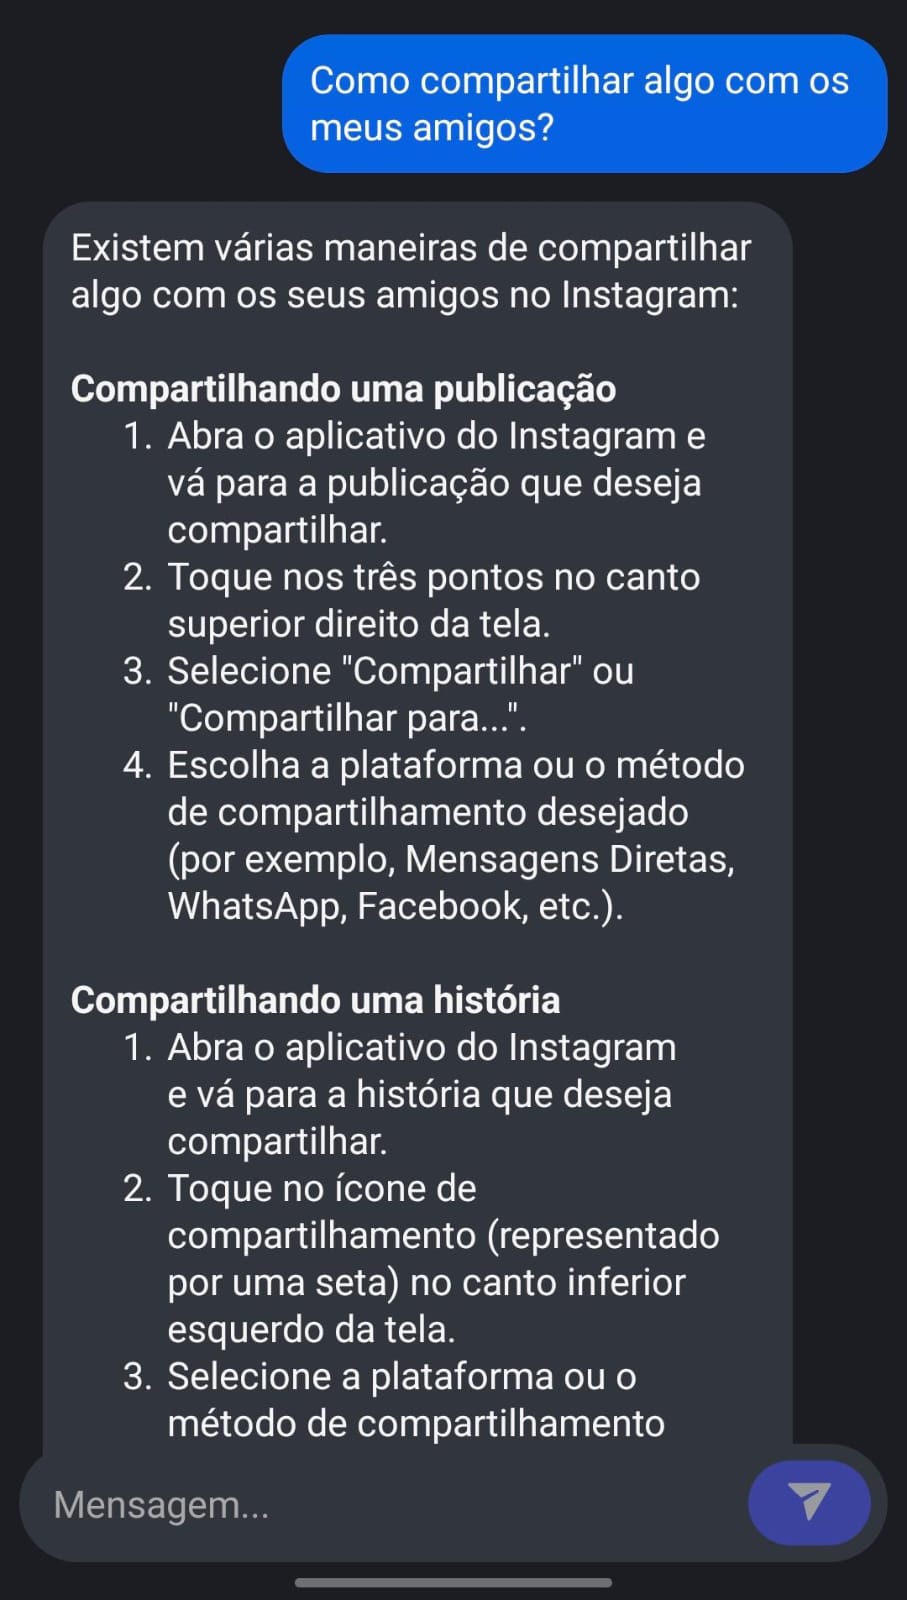 Como compartilhar algo com os
meus amigos?
Existem várias maneiras de compartilhar
algo com os seus amigos no Instagram:
Compartilhando uma publicação
1. Abra o aplicativo do Instagram e
vá para a publicação que deseja
compartilhar.
2. Toque nos três pontos no canto
superior direito da tela.
3. Selecione "Compartilhar" ou
"Compartilhar para...".
4. Escolha a plataforma ou o método
de compartilhamento desejado
(por exemplo, Mensagens Diretas,
WhatsApp, Facebook, etc.).
Compartilhando uma história
1. Abra o aplicativo do Instagram
e vá para a história que deseja
compartilhar.
2. Toque no ícone de
compartilhamento (representado
por uma seta) no canto inferior
esquerdo da tela.
3. Selecione a plataforma ou o
método de compartilhamento
Mensagem...